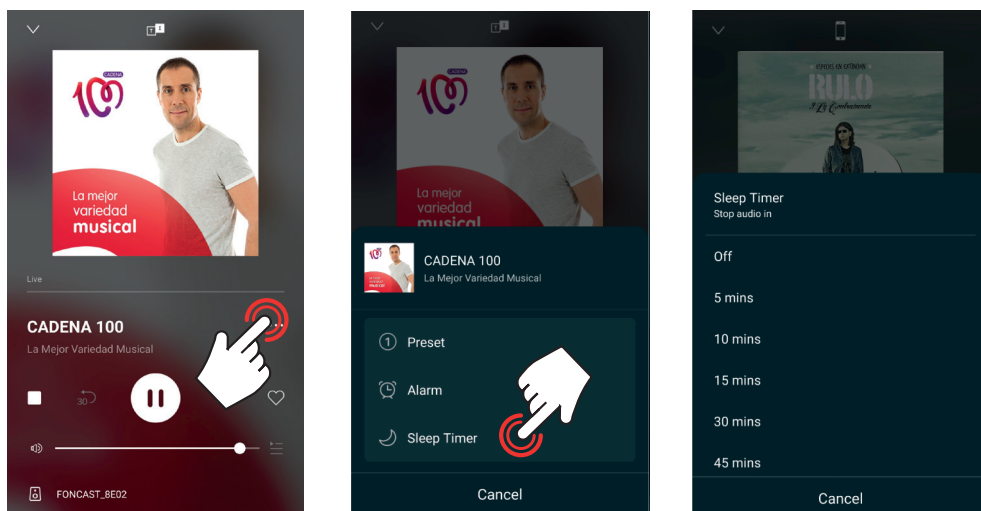 CADENA
100
La mejor
variedad
musical
Live
CADENA 100
La Mejor Variedad Musical
30
FONCAST_8E02
CADENA
100
La mejor
variedad
musical
100
CADENA 100
La Mejor Variedad Musical
1 Preset
Alarm
Sleep Timer
Cancel
RULO
Sleep Timer
Stop audio in
Off
5 mins
10 mins
15 mins
30 mins
45 mins
Cancel